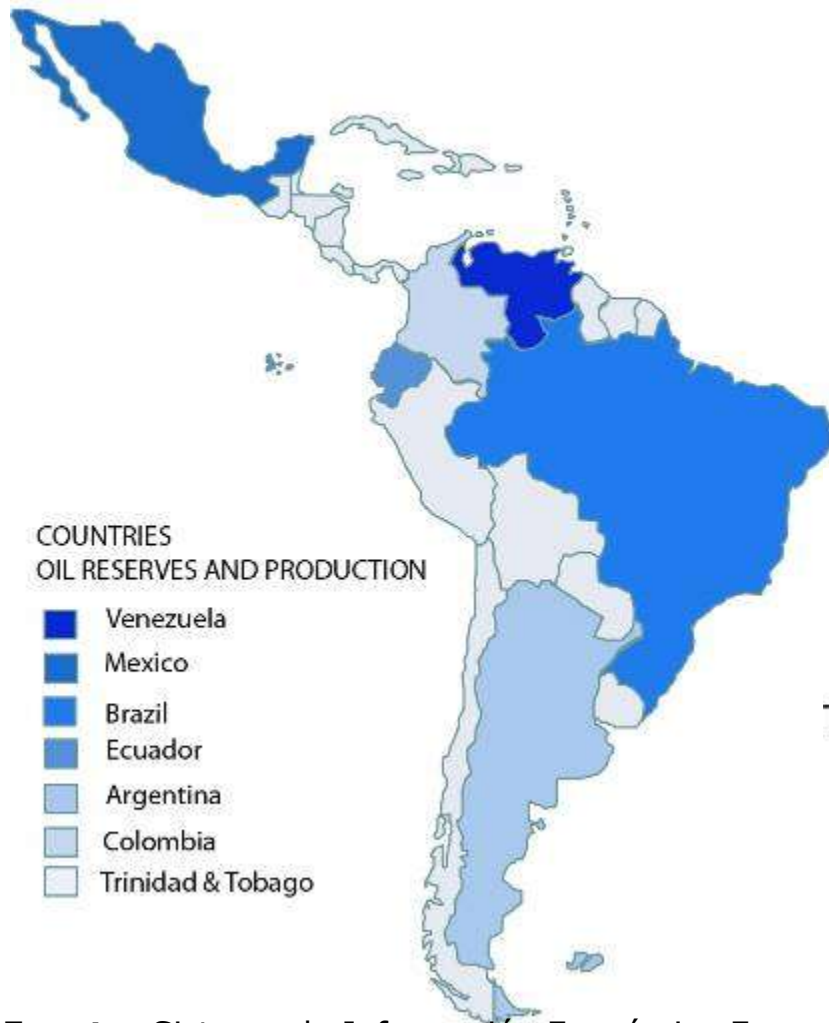 COUNTRIES
OIL RESERVES AND PRODUCTION
Venezuela
Mexico
Brazil
Ecuador
Argentina
Colombia
Trinidad & Tobago